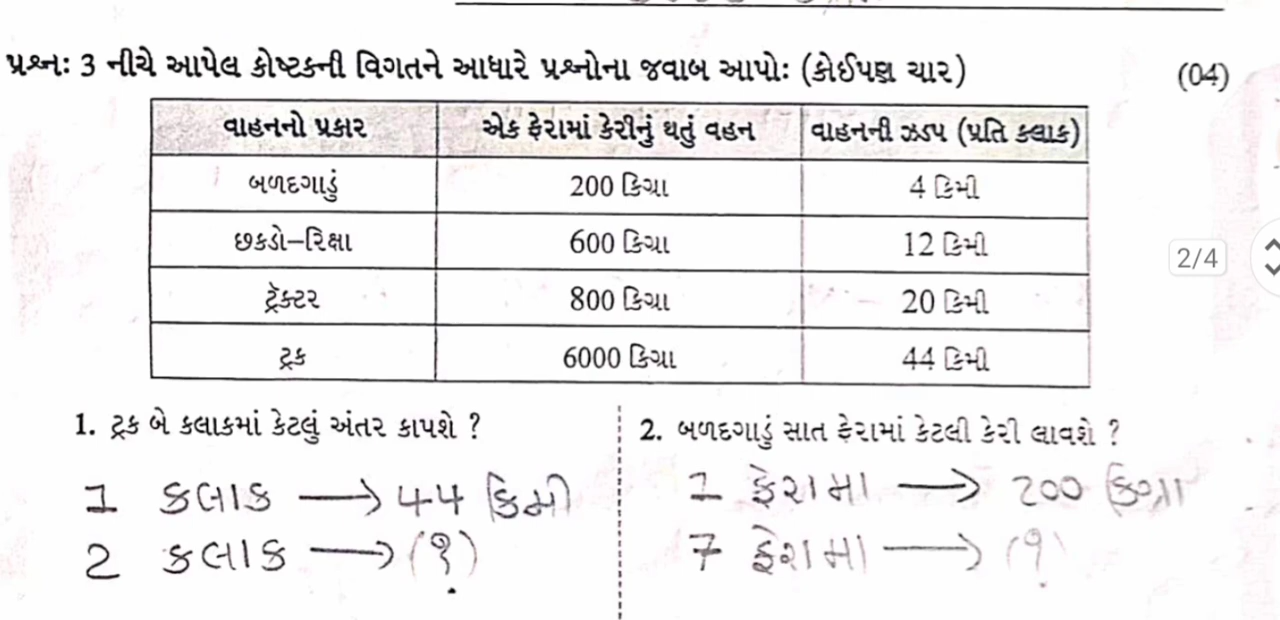 પ્રશ્નઃ 3 નીચે આપેલ કોષ્ટકની વિગતને આધારે પ્રશ્નોના જવાબ આપોઃ (કોઈપણ ચાર) (04)
વાહનનો પ્રકાર એક ફેરામાં કેરીનું થતું વહન વાહનની ઝડપ (પ્રતિ કલાક)
બળદગાડું 200 કિગ્રા 4 કિમી
છકડો-રિક્ષા 600 કિગ્રા 12 કિમી
ટ્રૅક્ટર 800 કિગ્રા 20 કિમી
ટ્રક 6000 કિગ્રા 44 કિમી
2/4
1. ટ્રક બે કલાકમાં કેટલું અંતર કાપશે ?
1 કલાક → 44 કિમી
2 કલાક → (?)
2. બળદગાડું સાત ફેરામાં કેટલી કેરી લાવશે ?
1 ફેરામા → 200 કિગ્રા
7 ફેરામા → (?)